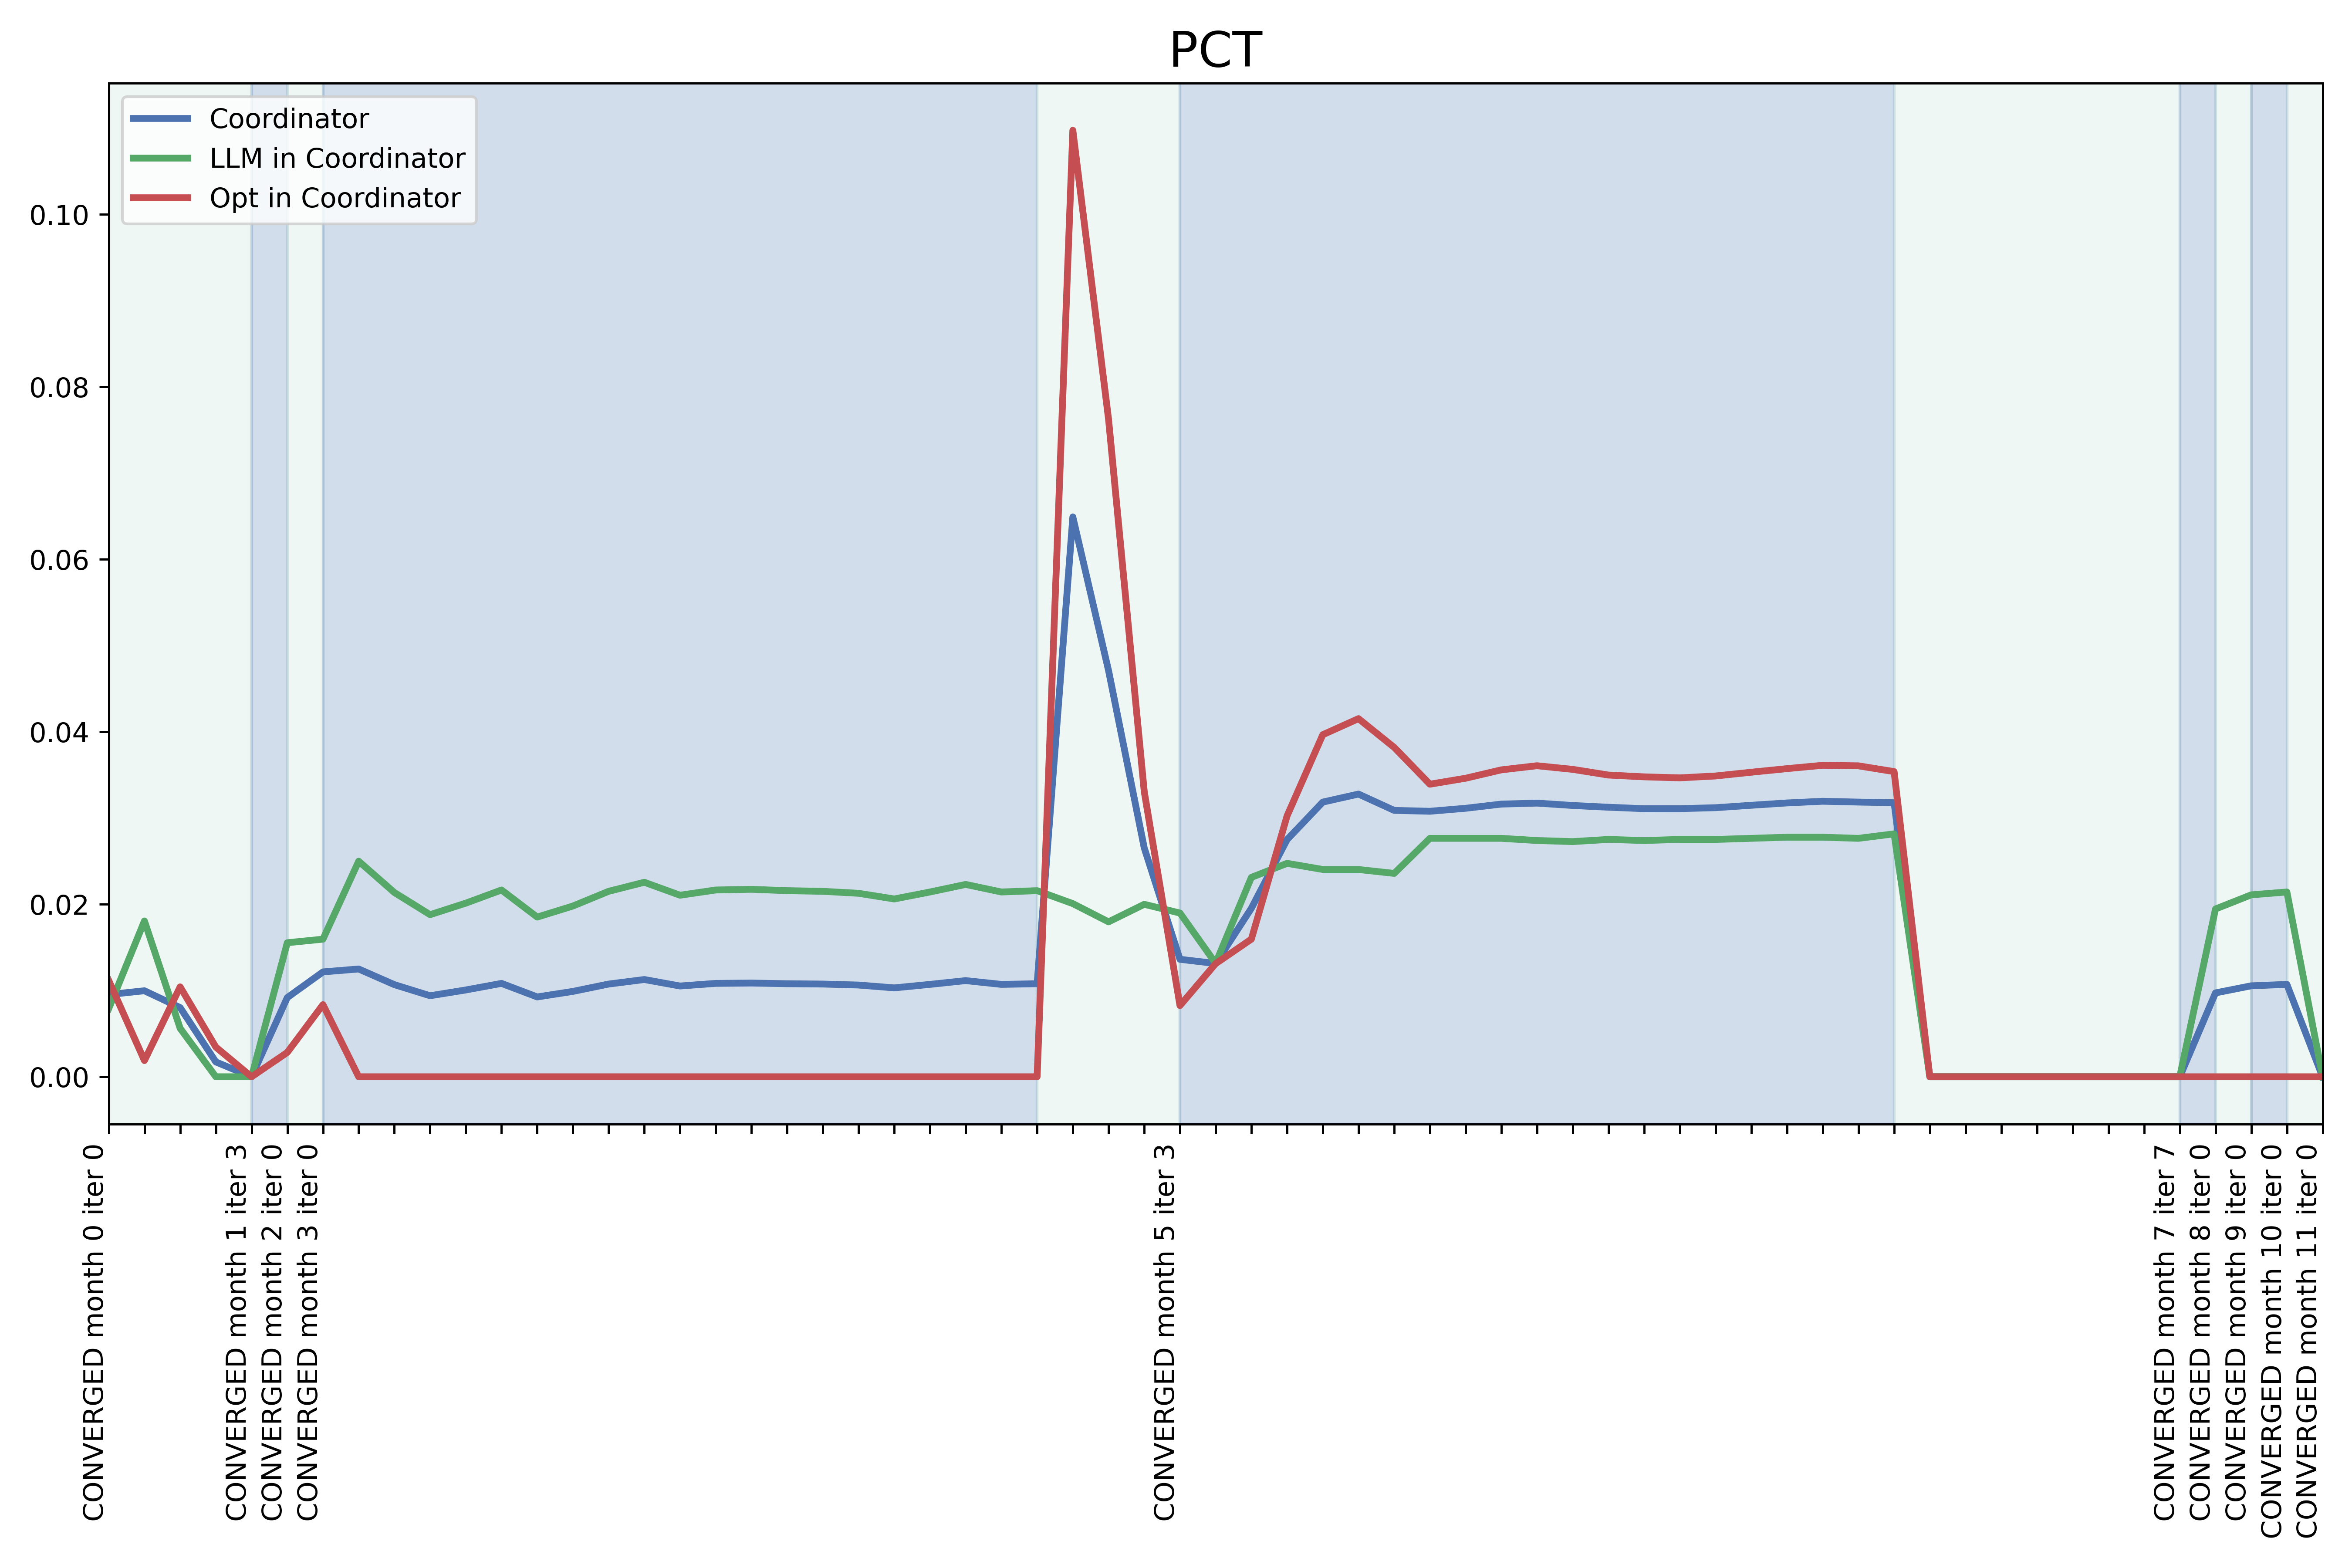 PCT
Coordinator
LLM in Coordinator
Opt in Coordinator
0.10
0.08
0.06
0.04
0.02
0.00
CONVERGED month 0 iter 0
CONVERGED month 1 iter 3
CONVERGED month 2 iter 0
CONVERGED month 3 iter 0
CONVERGED month 5 iter 3
CONVERGED month 7 iter 7
CONVERGED month 8 iter 0
CONVERGED month 9 iter 0
CONVERGED month 10 iter 0
CONVERGED month 11 iter 0